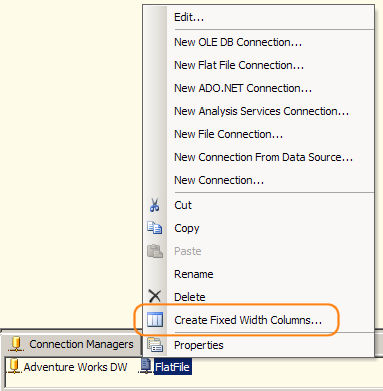 Edit...
New OLE DB Connection...
New Flat File Connection...
New ADO.NET Connection...
New Analysis Services Connection...
New File Connection...
New Connection From Data Source...
New Connection...
Cut
Copy
Paste
Rename
Delete
Create Fixed Width Columns...
Properties
Connection Managers
Adventure Works DW FlatFile